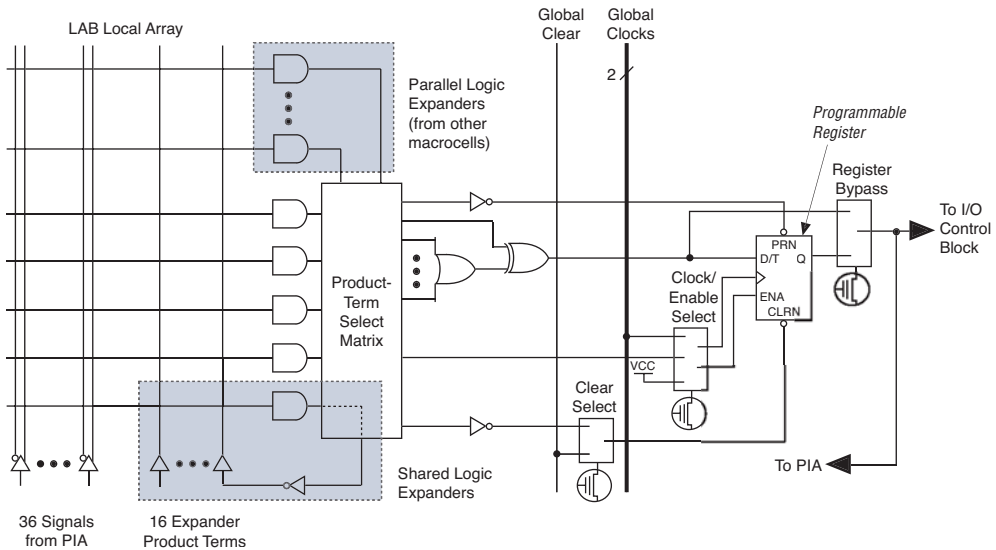 LAB Local Array
Global
Clear
Global
Clocks
2
Parallel Logic
Expanders
(from other
macrocells)
Programmable
Register
Register
Bypass
To I/O
Control
Block
PRN
D/T
Q
ENA
CLRN
Clock/
Enable
Select
Product-
Term
Select
Matrix
VCC
Clear
Select
To PIA
Shared Logic
Expanders
36 Signals
from PIA
16 Expander
Product Terms